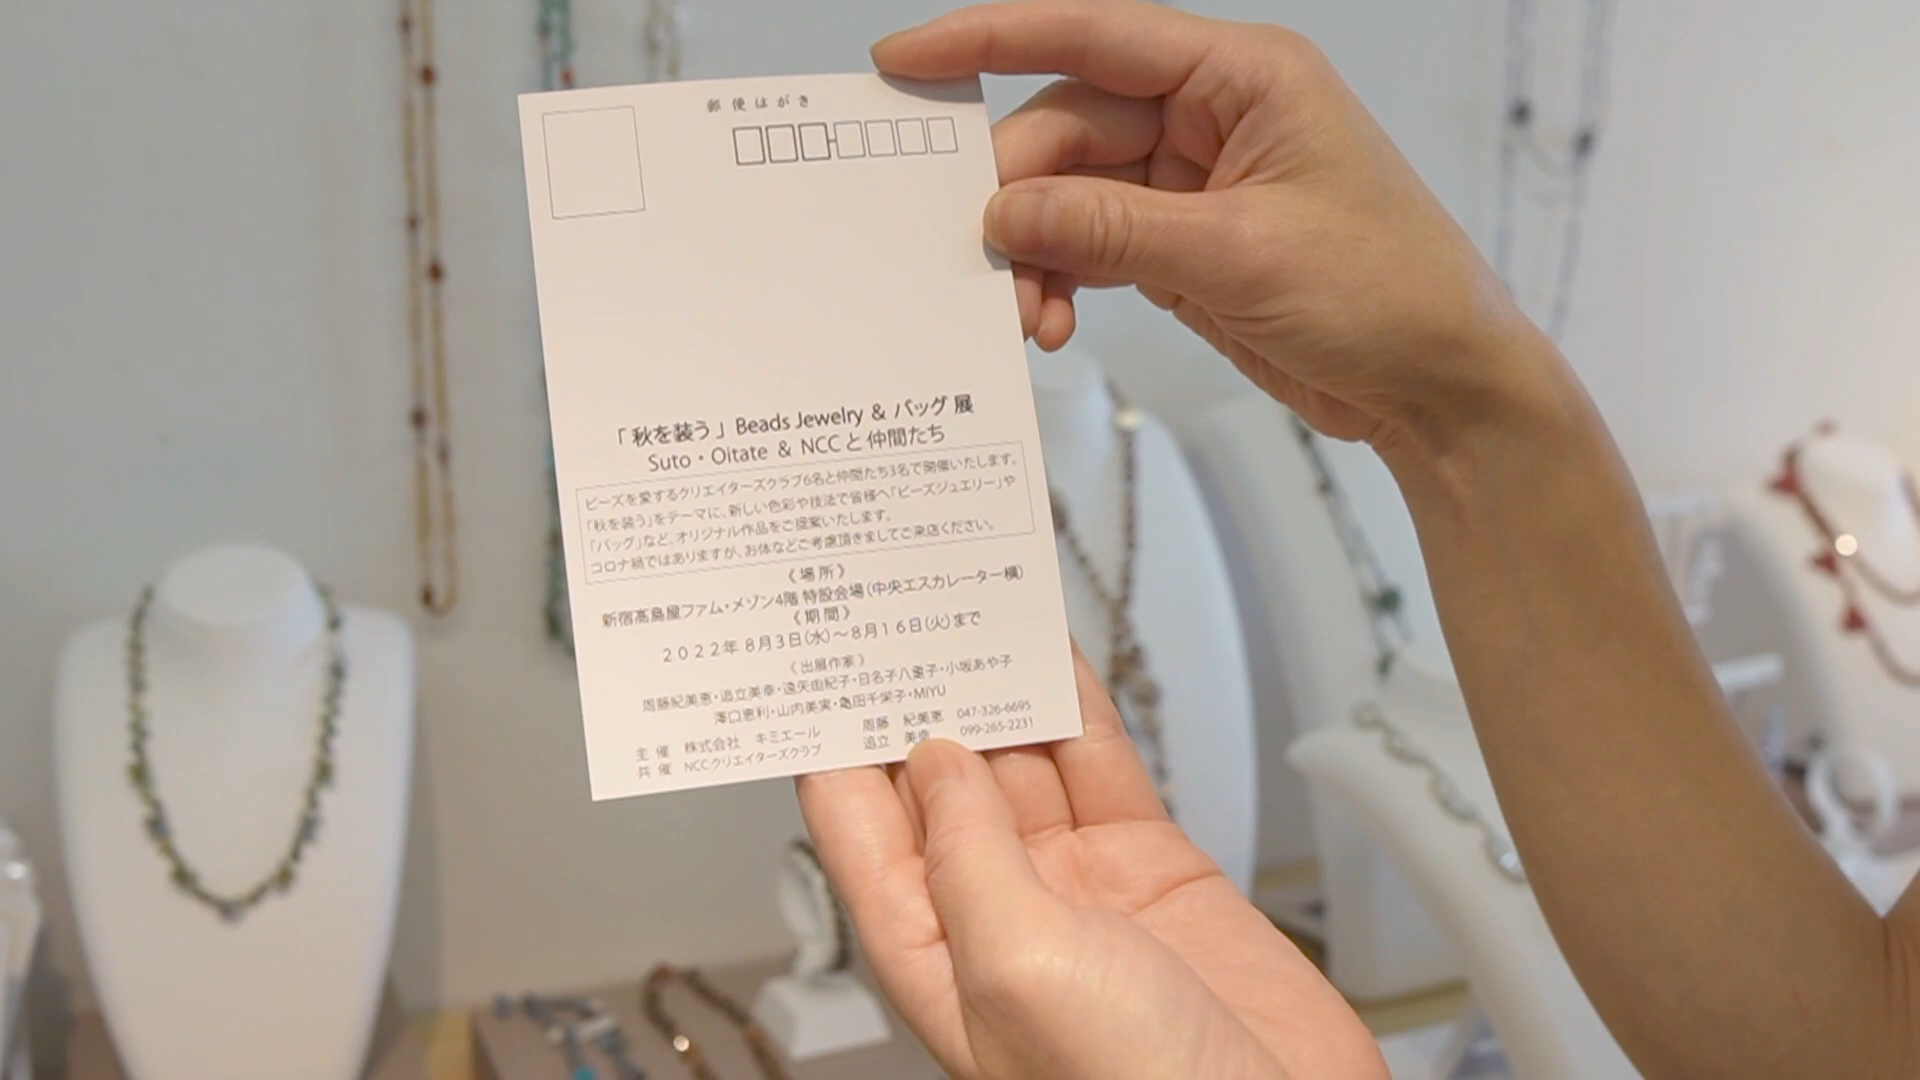 郵便はがき
「秋を装う」Beads Jewelry & バッグ 展
Suto・Oitate & NCCと仲間たち
ビーズを愛するクリエイターズクラブ6名と仲間たち3名で開催いたします。
「秋を装う」をテーマに、新しい色彩や技法で皆様へ「ビーズジュエリー」や
「バッグ」など、オリジナル作品をご提案いたします。
コロナ禍ではありますが、お体などご考慮頂きましてご来店ください。
《場所》
新宿髙島屋ファム・メゾン4階 特設会場(中央エスカレーター横)
《期間》
2022年 8月3日(水)~8月16日(火)まで
《出展作家》
周藤紀美恵・追立美幸・遠矢由紀子・日名子八重子・小坂あや子
澤口恵利・山内美実・亀田千栄子・MIYU
主催 株式会社 キミエール 周藤 紀美恵 047-326-6695
共催 NCCクリエイターズクラブ 追立 美幸 099-265-2231